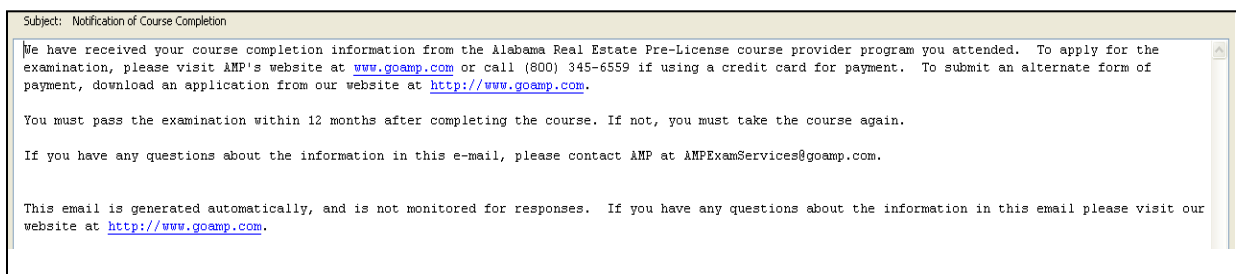 Subject: Notification of Course Completion
We have received your course completion information from the Alabama Real Estate Pre-License course provider program you attended. To apply for the
examination, please visit AMP's website at www.goamp.com or call (800) 345-6559 if using a credit card for payment. To submit an alternate form of
payment, download an application from our website at http://www.goamp.com.
You must pass the examination within 12 months after completing the course. If not, you must take the course again.
If you have any questions about the information in this e-mail, please contact AMP at AMPExamServices@goamp.com.
This email is generated automatically, and is not monitored for responses. If you have any questions about the information in this email please visit our
website at http://www.goamp.com.